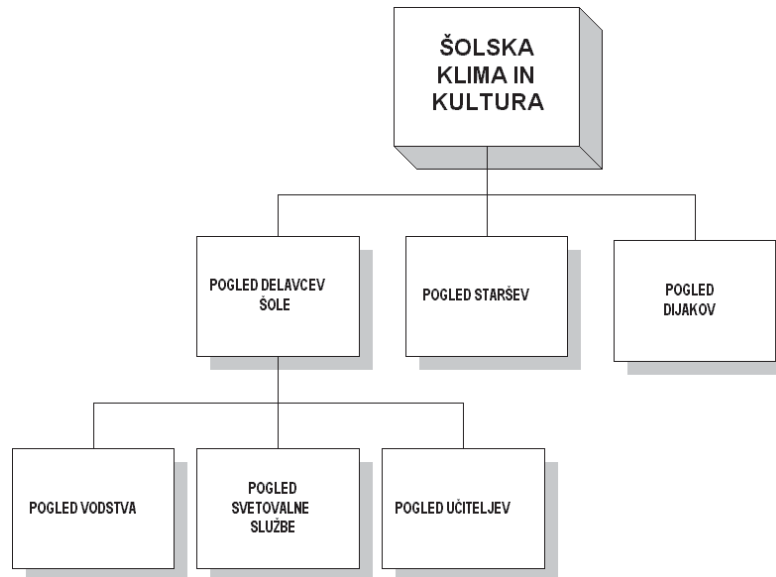 ŠOLSKA
KLIMA IN
KULTURA
POGLED DELAVCEV
ŠOLE
POGLED STARŠEV
POGLED
DIJAKOV
POGLED VODSTVA
POGLED
SVETOVALNE
SLUŽBE
POGLED UČITELJEV